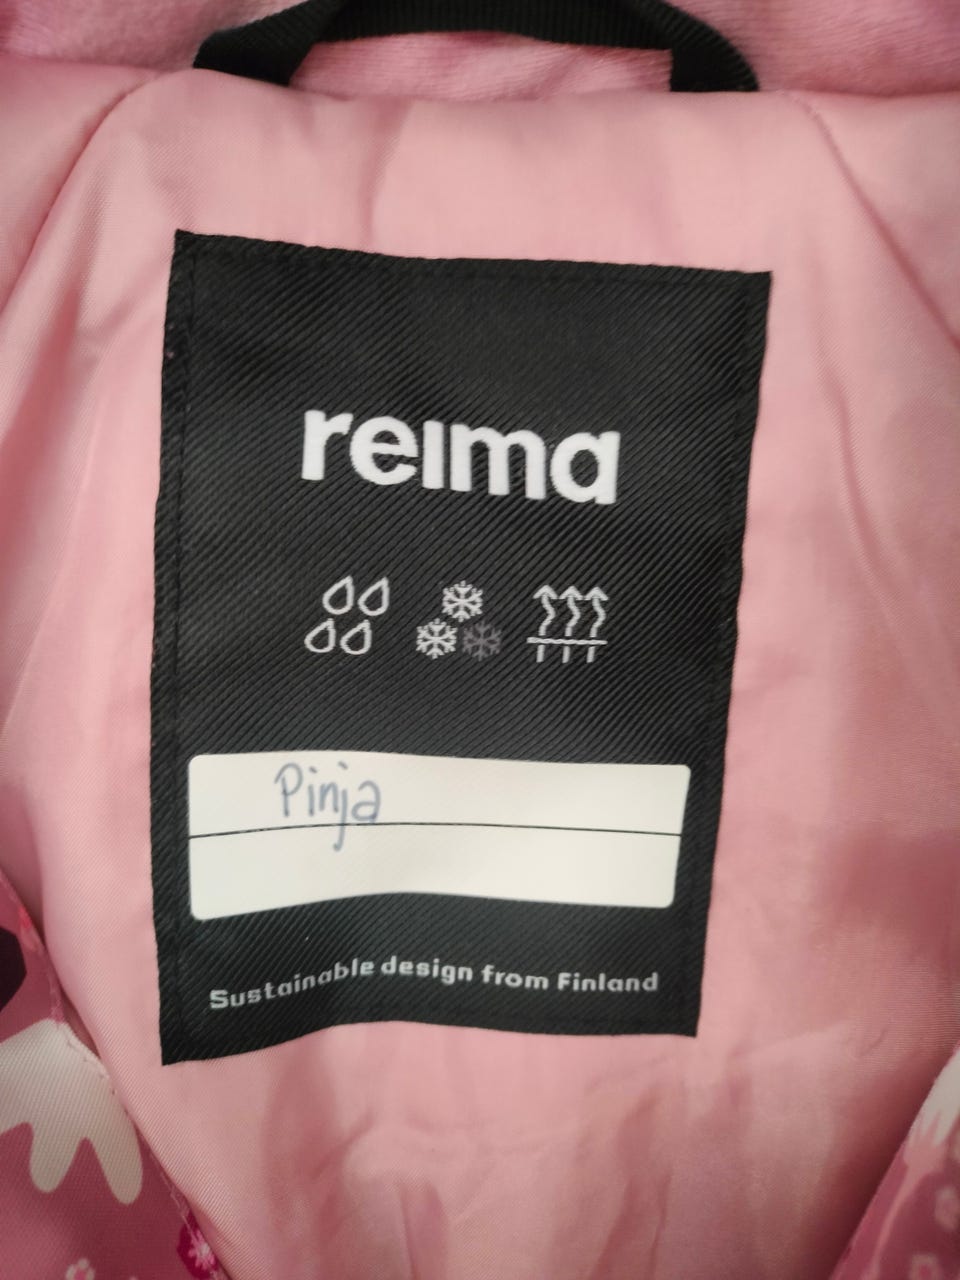 reima
Pinja
Sustainable design from Finland